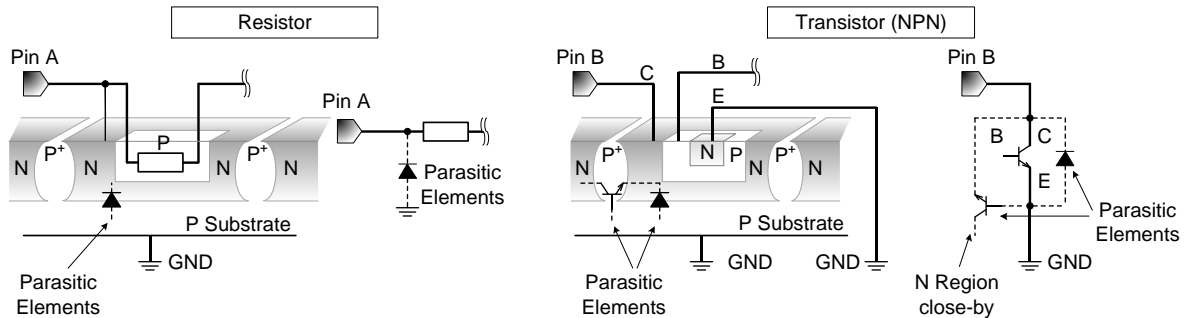 Resistor
Transistor (NPN)
Pin A
Pin B
Pin B
C
B
E
Pin A
N
P+
N
P
P+
N
N
P+
N
N
P
P+
N
B
C
E
Parasitic
Elements
P Substrate
GND
Parasitic
Elements
P Substrate
GND
GND
Parasitic
Elements
Parasitic
Elements
N Region
close-by
GND